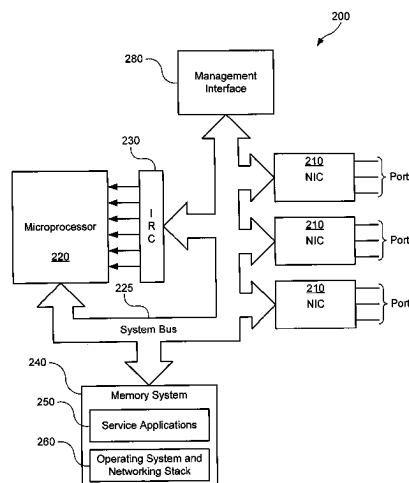 200
280
Management
Interface
230
210
NIC
Port
Microprocessor
220
I
R
C
210
NIC
Port
225
System Bus
210
NIC
Port
240
Memory System
250
Service Applications
260
Operating System and
Networking Stack